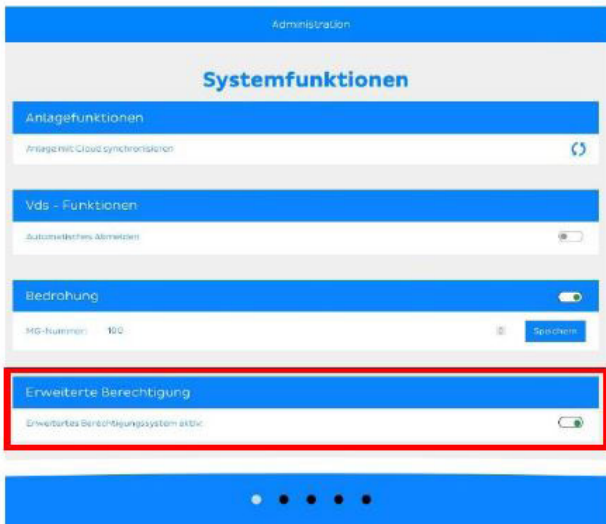 Administration
Systemfunktionen
Anlagefunktionen
Anlage mit Cloud synchronisieren
Vds - Funktionen
Automatisches Abmelden
Bedrohung
MG-Nummer: 100
Speichern
Erweiterte Berechtigung
Erweitertes Berechtigungssystem aktiv: